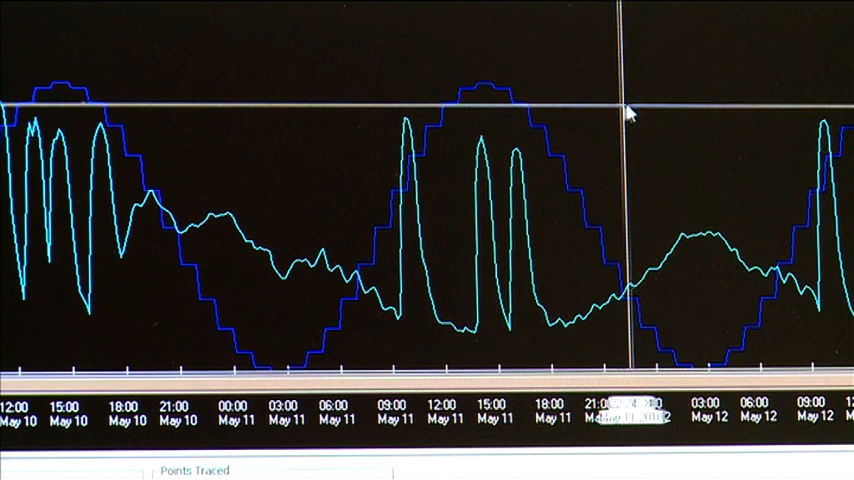 12:00 15:00 18:00 21:00 00:00 03:00 06:00 09:00 12:00 15:00 18:00 21:00 03:00 06:00 09:00
May 10 May 10 May 10 May 10 May 11 May 11 May 11 May 11 May 11 May 11 May 11 May 12 May 12 May 12
Points Traced